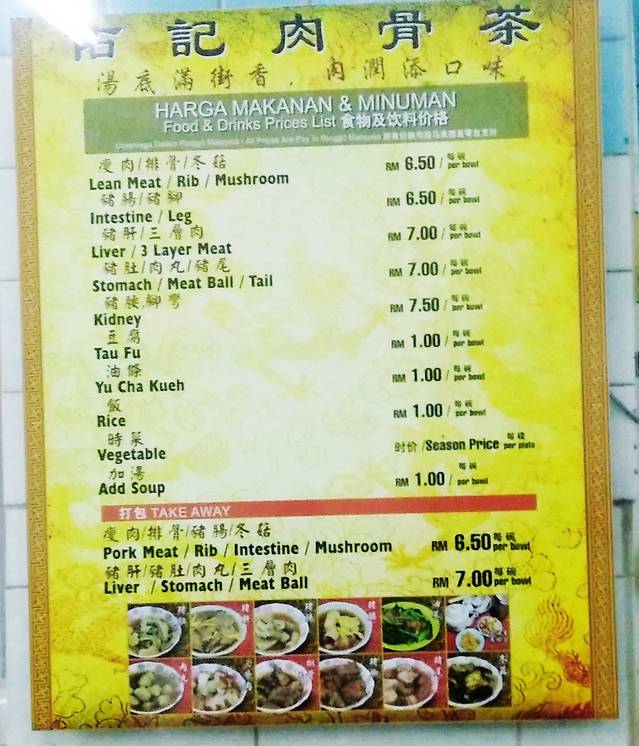 記肉骨茶
湯底滿街香，肉潤添口味。
HARGA MAKANAN & MINUMAN
Food & Drinks Prices List 食物及饮料价格
瘦肉/排骨/冬菇
Lean Meat / Rib / Mushroom RM 6.50 / 每碗 per bowl
豬腸/豬腳
Intestine / Leg RM 6.50 / 每碗 per bowl
豬肝/三層肉
Liver / 3 Layer Meat RM 7.00 / 每碗 per bowl
豬肚/肉丸/豬尾
Stomach / Meat Ball / Tail RM 7.00 / 每碗 per bowl
豬腰,腳彎
Kidney RM 7.50 / 每碗 per bowl
豆腐
Tau Fu RM 1.00 / 每碗 per bowl
油條
Yu Cha Kueh RM 1.00 / 每碗 per bowl
飯
Rice RM 1.00 / 每碗 per bowl
時菜
Vegetable 时价 /Season Price 每碟 per plate
加湯
Add Soup RM 1.00 / 每碗 per bowl
打包 TAKE AWAY
瘦肉/排骨/豬腸/冬菇
Pork Meat / Rib / Intestine / Mushroom RM 6.50 每碗 per bowl
豬肝/豬肚/肉丸/三層肉
Liver / Stomach / Meat Ball RM 7.00 每碗 per bowl